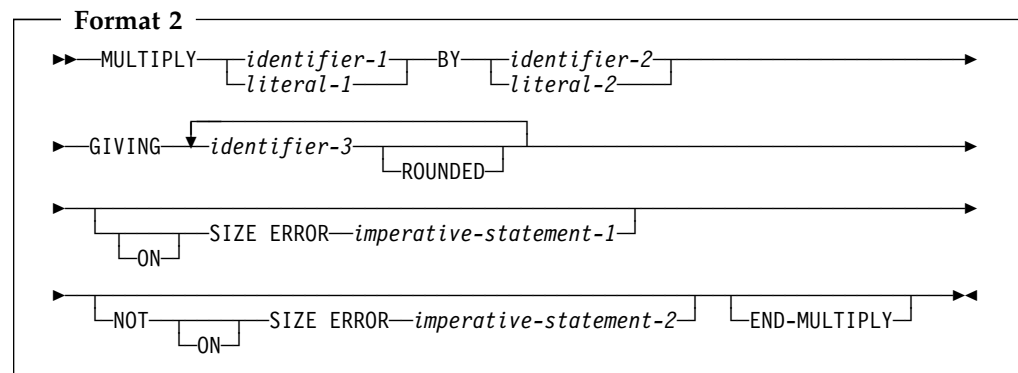 Format 2
MULTIPLY identifier-1 BY identifier-2
literal-1 literal-2
GIVING identifier-3
ROUNDED
SIZE ERROR imperative-statement-1
ON
NOT SIZE ERROR imperative-statement-2 END-MULTIPLY
ON